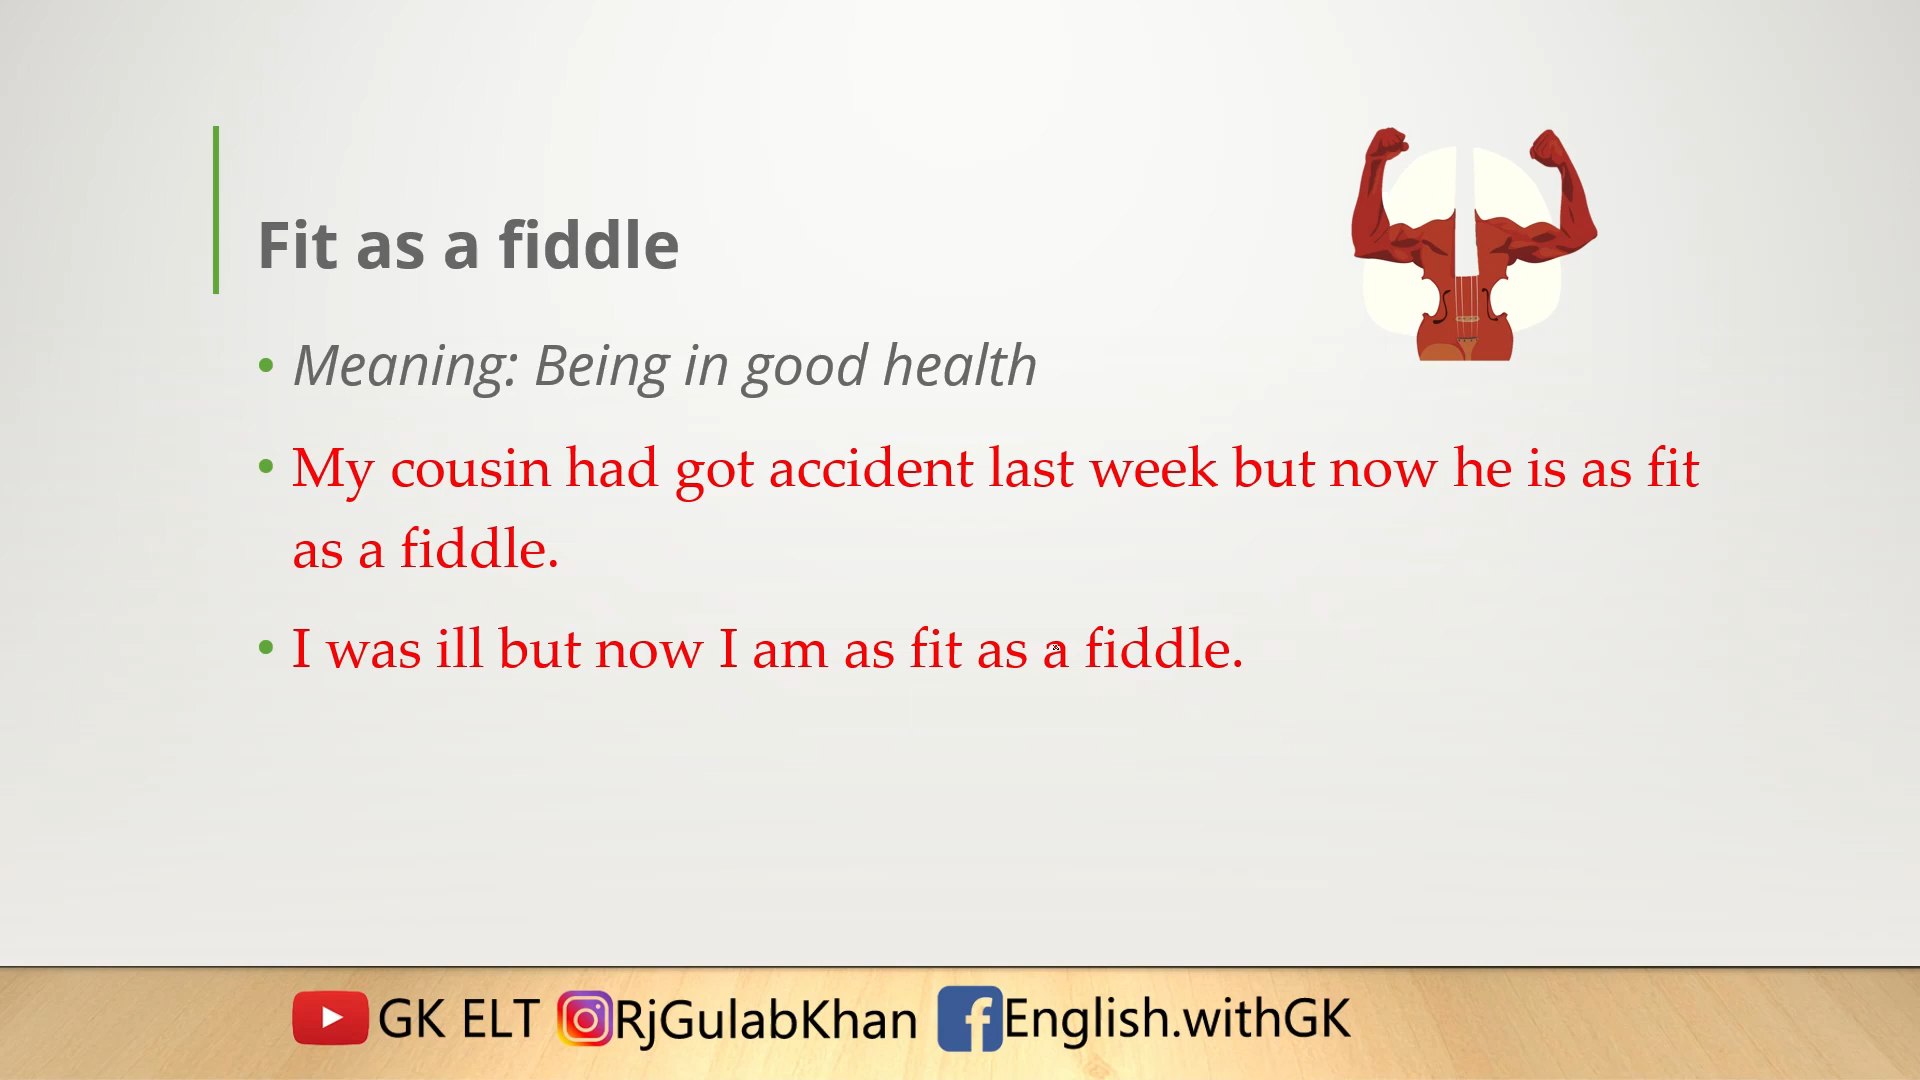 Fit as a fiddle
• Meaning: Being in good health
• My cousin had got accident last week but now he is as fit
as a fiddle.
• I was ill but now I am as fit as a fiddle.
GK ELT RjGulabKhan English.withGK